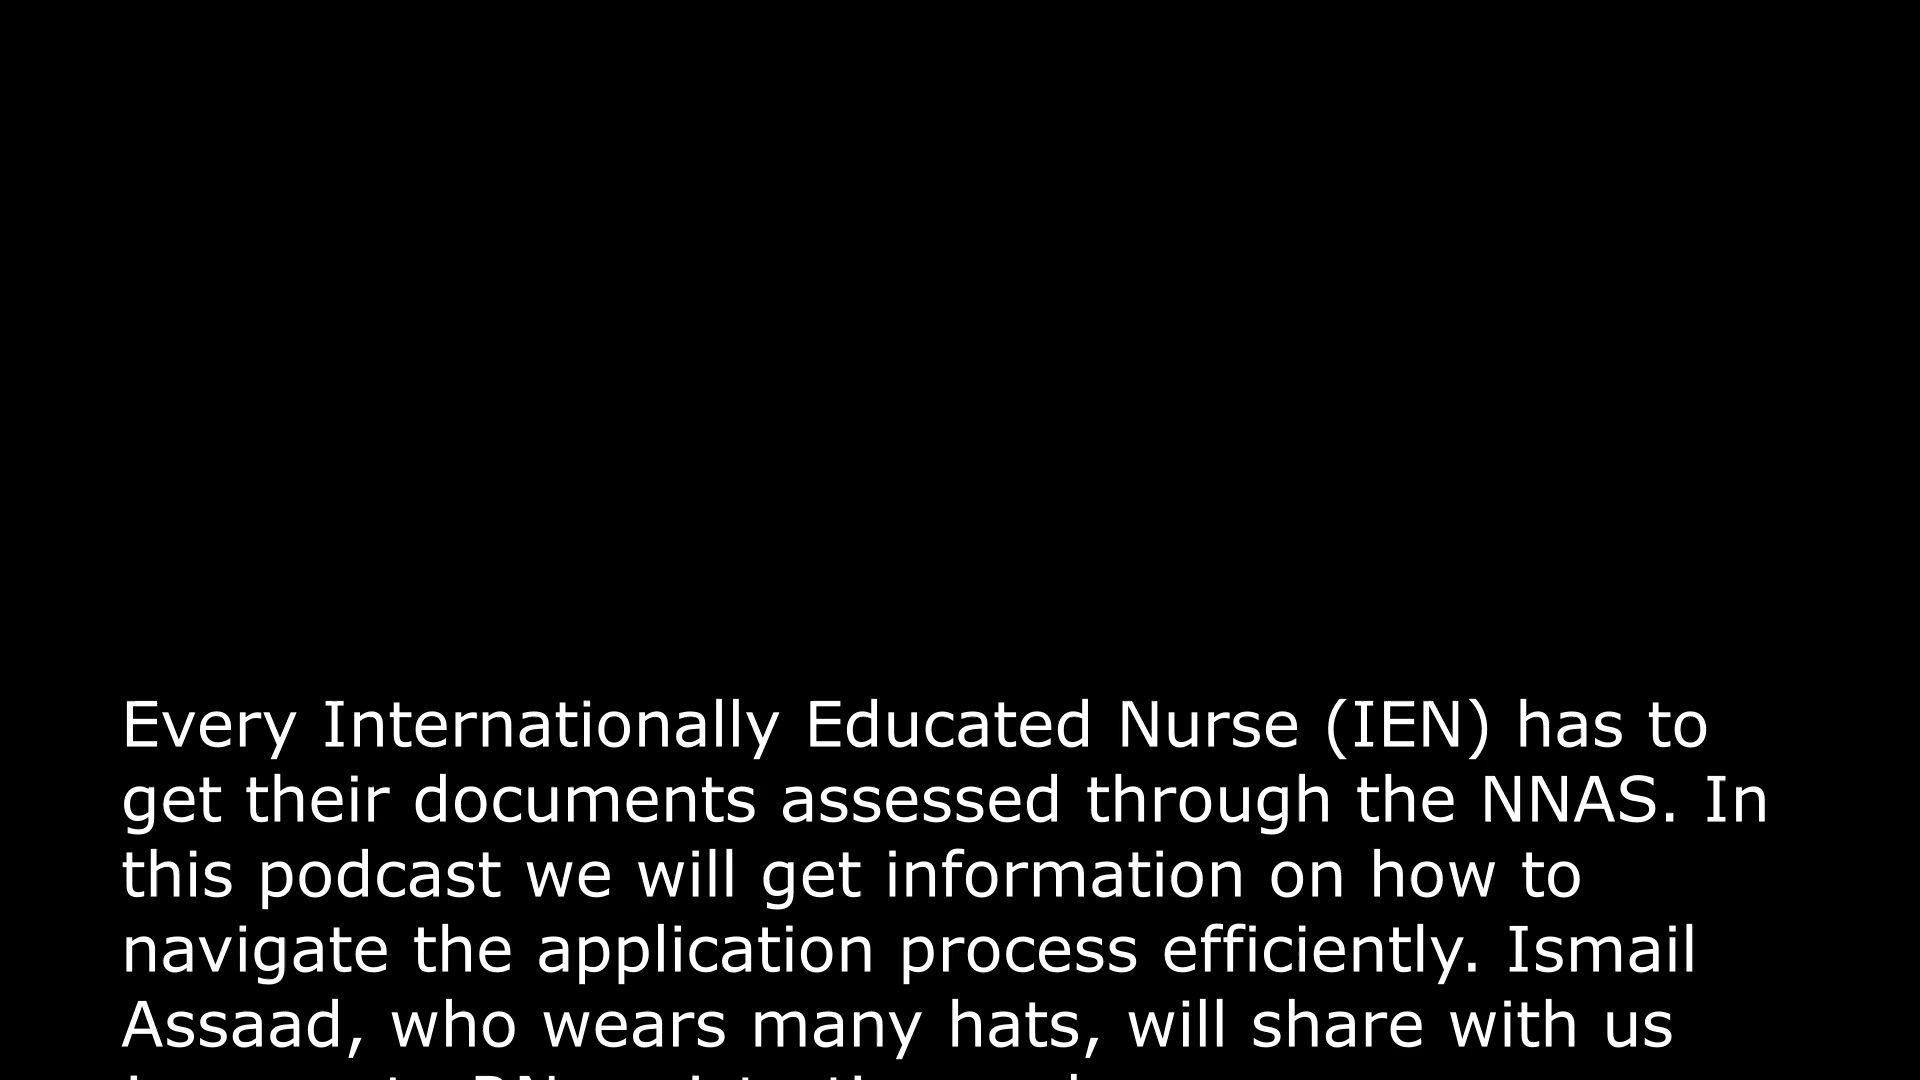 Every Internationally Educated Nurse (IEN) has to
get their documents assessed through the NNAS. In
this podcast we will get information on how to
navigate the application process efficiently. Ismail
Assaad, who wears many hats, will share with us